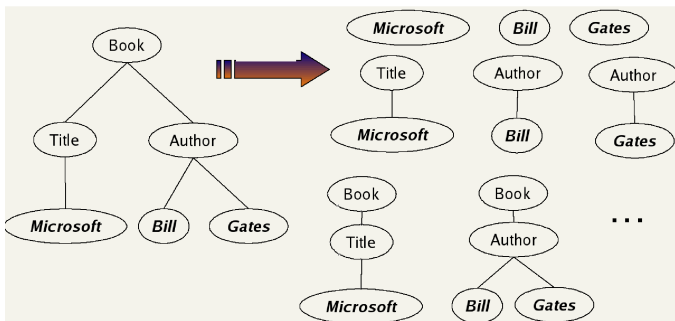 Book
Title Author
Microsoft Bill Gates
Microsoft Bill Gates
Title Author Author
Microsoft Bill Gates
Book Book
Title Author
Microsoft Bill Gates
...